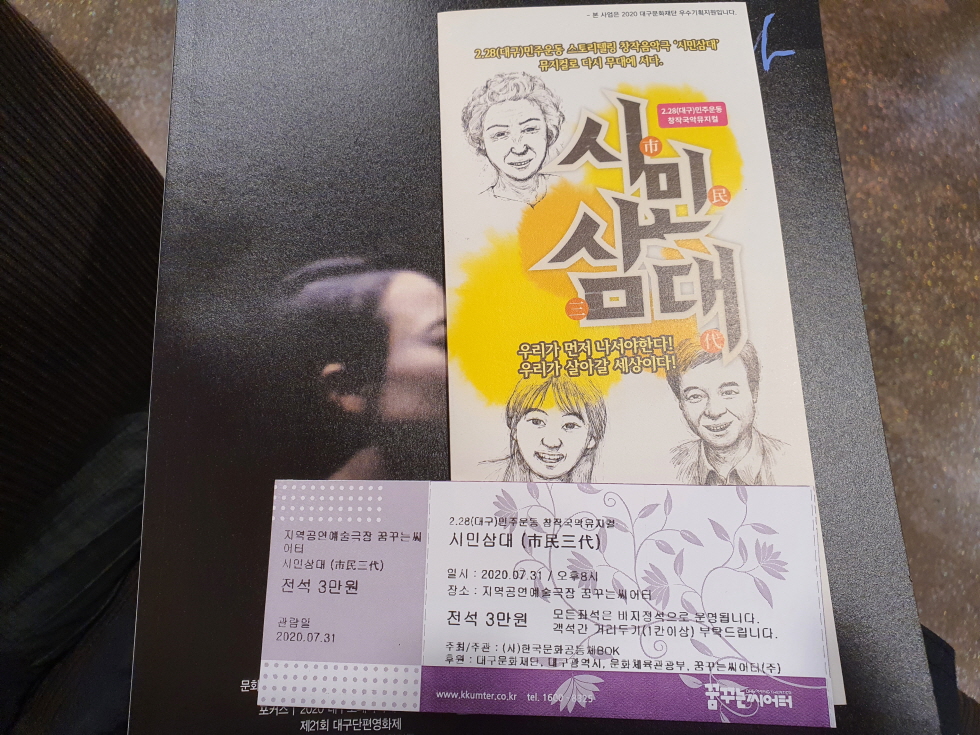 - 본 사업은 2020 대구문화재단 우수기획지원입니다.
2.28(대구)민주운동 스토리텔링 창작음악극 '시민삼대'
뮤지컬로 다시 무대에 서다.
2.28(대구)민주운동
창작국악뮤지컬
시민
市 民
삼대
三 代
우리가 먼저 나서야한다!
우리가 살아갈 세상이다!
지역공연예술극장 꿈꾸는씨
어터
시민삼대 (市民三代)
전석 3만원
관람일
2020.07.31
2.28(대구)민주운동 창작국악뮤지컬
시민삼대 (市民三代)
일시 : 2020.07.31 / 오후8시
장소 : 지역공연예술극장 꿈꾸는씨어터
전석 3만원
모든좌석은 비지정석으로 운영됩니다.
객석간 거리두기(1칸이상) 부탁드립니다.
주최/주관 : (사)한국문화공동체BOK
후원 : 대구문화재단, 대구광역시, 문화체육관광부, 꿈꾸는씨어터(주)
www.kkumter.co.kr tel. 1600-8325
꿈꾸는씨어터
문화
포커스 | 2020 대구
제21회 대구단편영화제